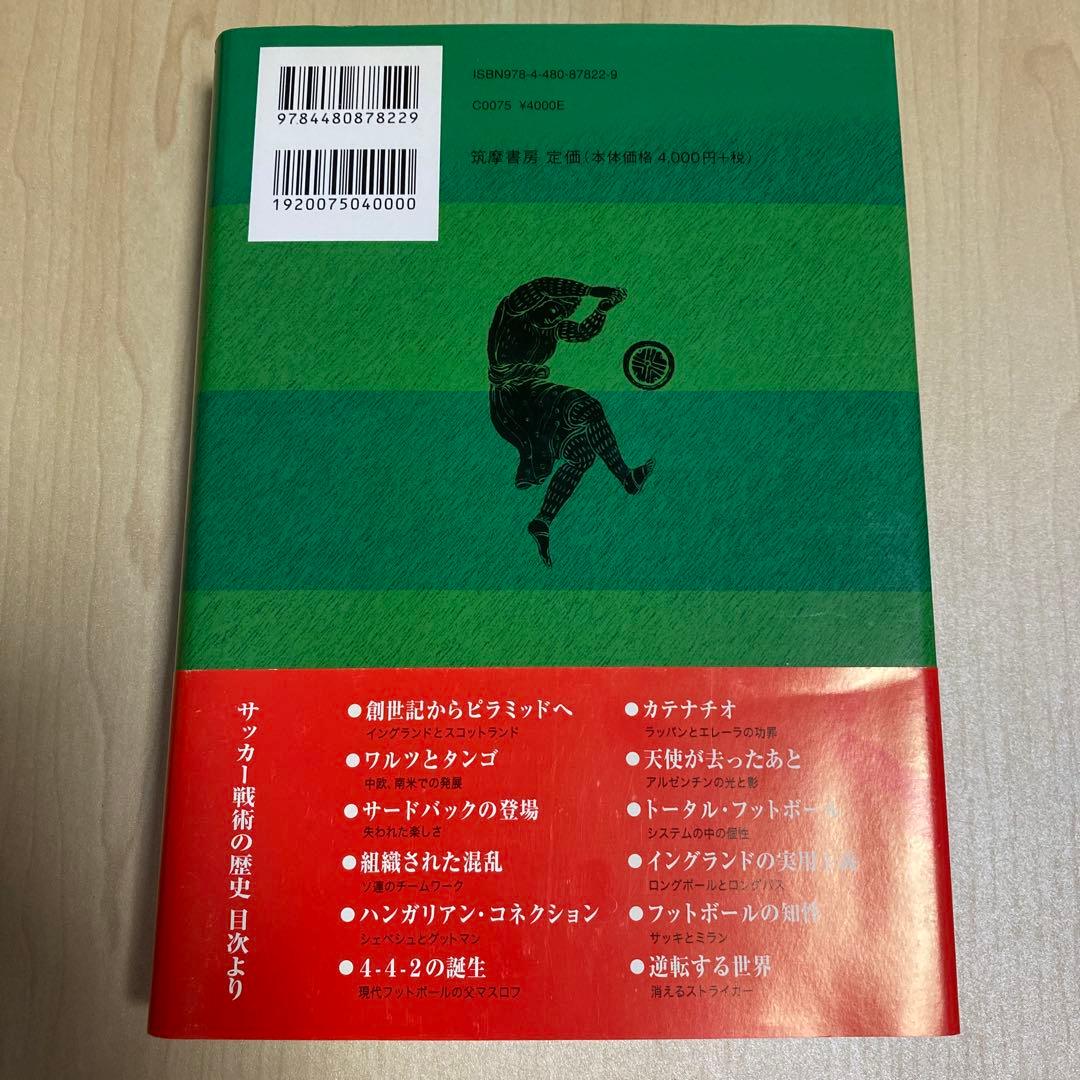 9784480878229
1920075040000
ISBN978-4-480-87822-9
C0075 ¥4000E
筑摩書房 定価(本体価格 4,000円+税)
サッカー戦術の歴史 目次より
●創世記からピラミッドへ
イングランドとスコットランド
●ワルツとタンゴ
中欧、南米での発展
●サードバックの登場
失われた楽しさ
●組織された混乱
ソ連のチームワーク
●ハンガリアン・コネクション
シェベシュとグットマン
●4-4-2の誕生
現代フットボールの父マスロフ
●カテナチオ
ラッパンとエレーラの功罪
●天使が去ったあと
アルゼンチンの光と影
●トータル・フットボール
システムの中の個性
●イングランドの実用主義
ロングボールとロングパス
●フットボールの知性
サッキとミラン
●逆転する世界
消えるストライカー